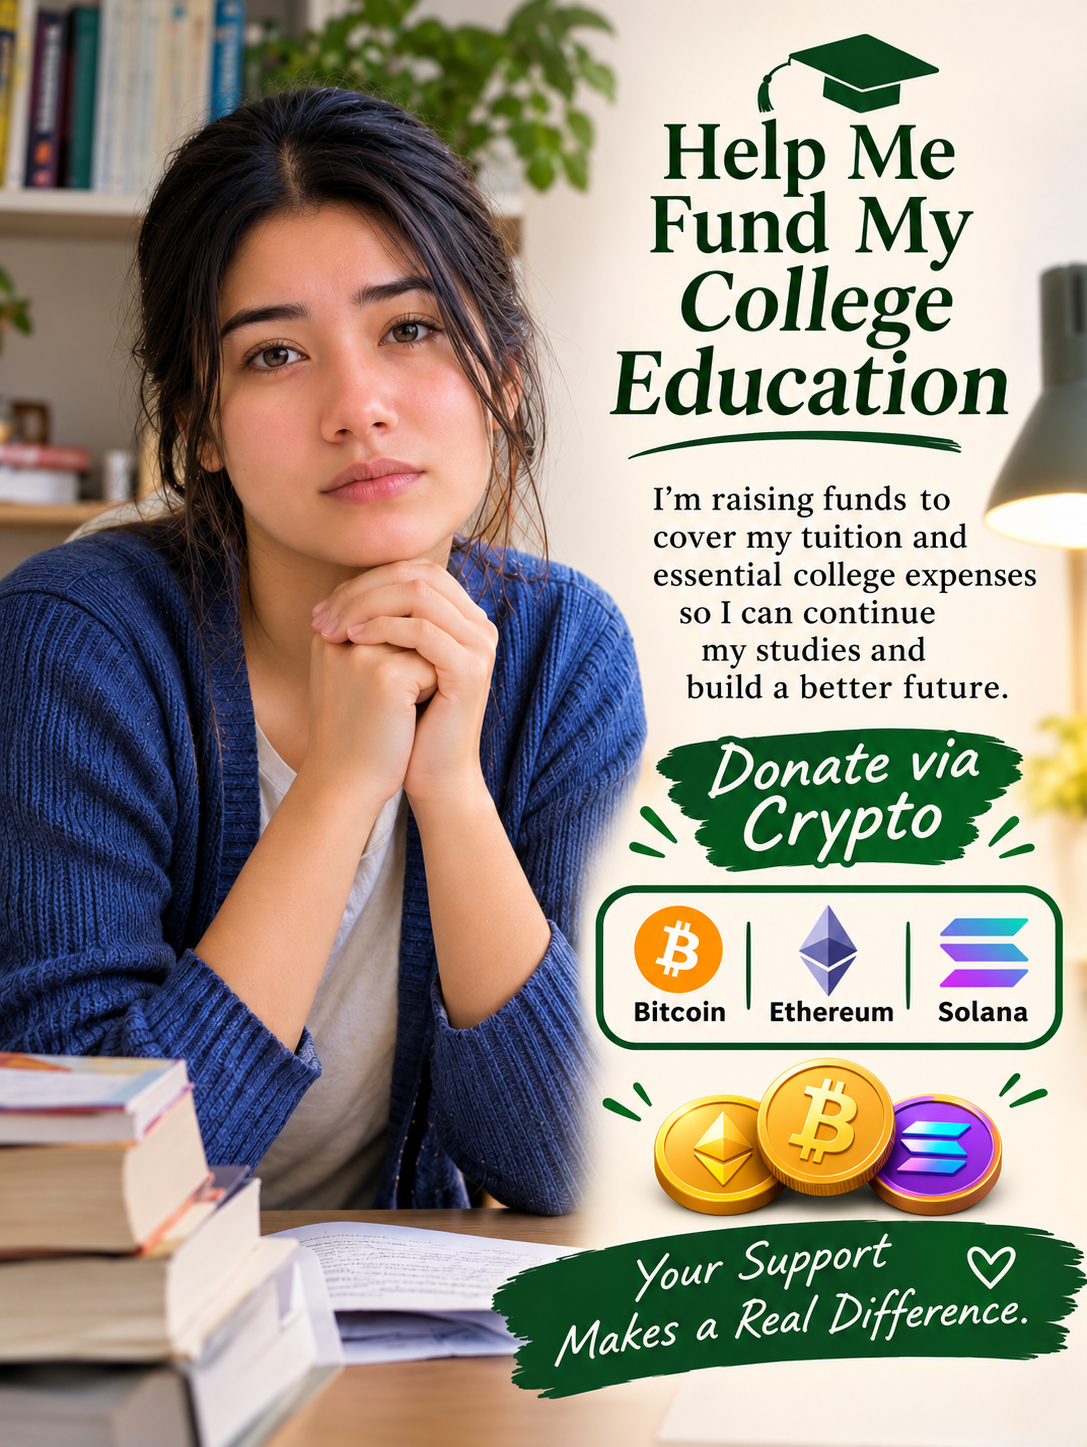 Help Me
Fund My
College
Education
I'm raising funds to
cover my tuition and
essential college expenses
so I can continue
my studies and
build a better future.
Donate via
Crypto
Bitcoin
Ethereum
Solana
Your Support
Makes a Real Difference.